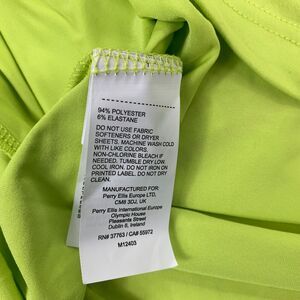 94% POLYESTER
6% ELASTANE
DO NOT USE FABRIC
SOFTENERS OR DRYER
SHEETS. MACHINE WASH COLD
WITH LIKE COLORS.
NON-CHLORINE BLEACH IF
NEEDED. TUMBLE DRY LOW.
COOL IRON. DO NOT IRON ON
PRINTED LABEL. DO NOT DRY
CLEAN.
MANUFACTURED FOR:
Perry Ellis Europe LTD,
CM8 3DJ, UK
Perry Ellis International Europe
Olympic House
Pleasants Street
Dublin 8, Ireland
RN# 37763 / CA# 55972
M12403